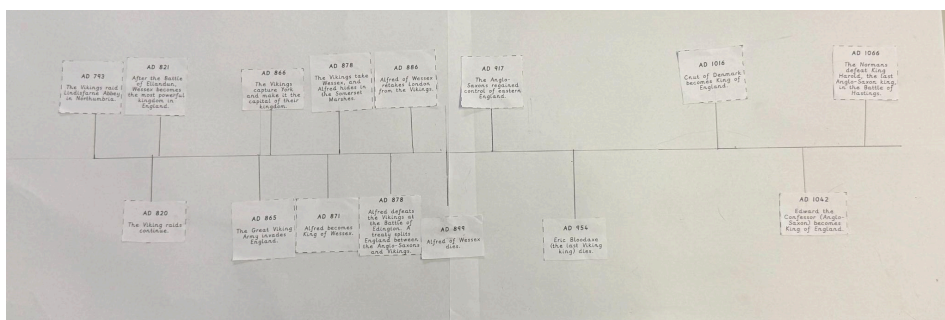 AD 793
The Vikings raid
Lindisfarne Abbey
in Northumbria.
AD 821
After the Battle
of Ellandun,
Wessex becomes
the most powerful
kingdom in
England.
AD 866
The Vikings
capture York
and make it the
capital of their
kingdom.
AD 878
The Vikings take
Wessex, and
Alfred hides in
the Somerset
Marshes.
AD 886
Alfred of Wessex
retakes London
from the Vikings.
AD 917
The Anglo-
Saxons regained
control of eastern
England.
AD 1016
Cnut of Denmark
becomes King of
England.
AD 1066
The Normans
defeat King
Harold, the last
Anglo-Saxon king,
in the Battle of
Hastings.
AD 820
The Viking raids
continue.
AD 865
The Great Viking
Army invades
England.
AD 871
Alfred becomes
King of Wessex.
AD 878
Alfred defeats
the Vikings at
the Battle of
Edington. A
treaty splits
England between
the Anglo-Saxons
and Vikings.
AD 899
Alfred of Wessex
dies.
AD 954
Eric Bloodaxe
(the last Viking
king) dies.
AD 1042
Edward the
Confessor (Anglo-
Saxon) becomes
King of England.